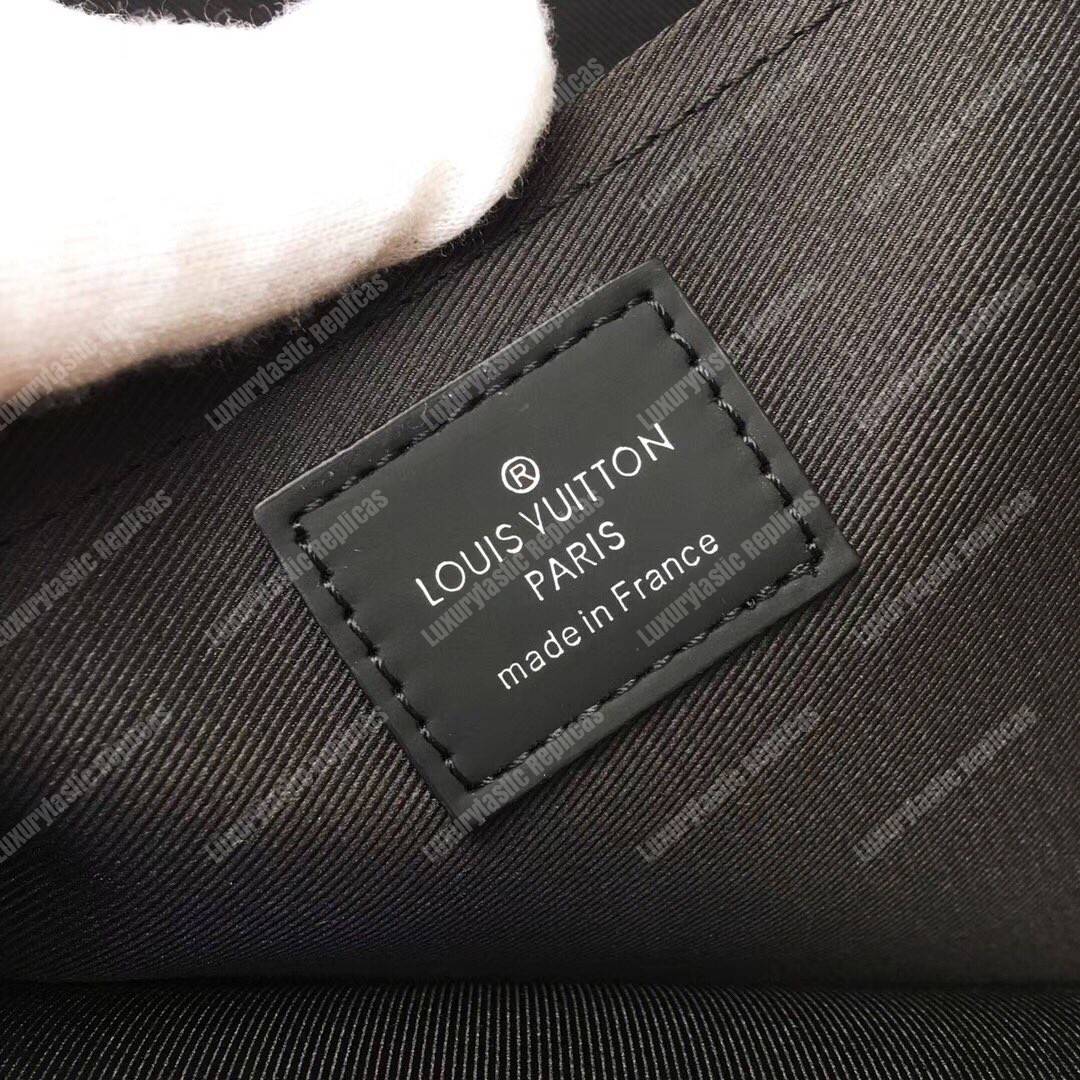 ®
LOUIS VUITTON
PARIS
made in France
Luxurylastic Replicas